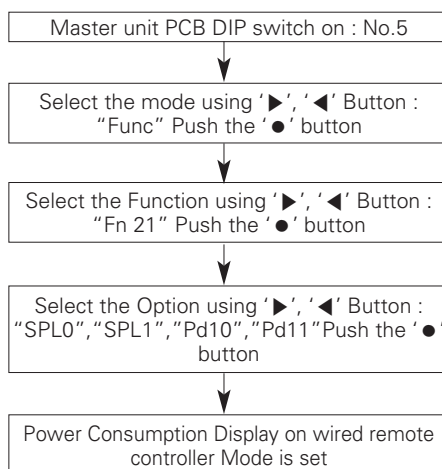 Master unit PCB DIP switch on : No.5
Select the mode using ‘▶’, ‘◀’ Button :
“Func” Push the ‘●’ button
Select the Function using ‘▶’, ‘◀’ Button :
“Fn 21” Push the ‘●’ button
Select the Option using ‘▶’, ‘◀’ Button :
“SPL0”,“SPL1”,”Pd10”,”Pd11”Push the ‘●‘
button
Power Consumption Display on wired remote
controller Mode is set